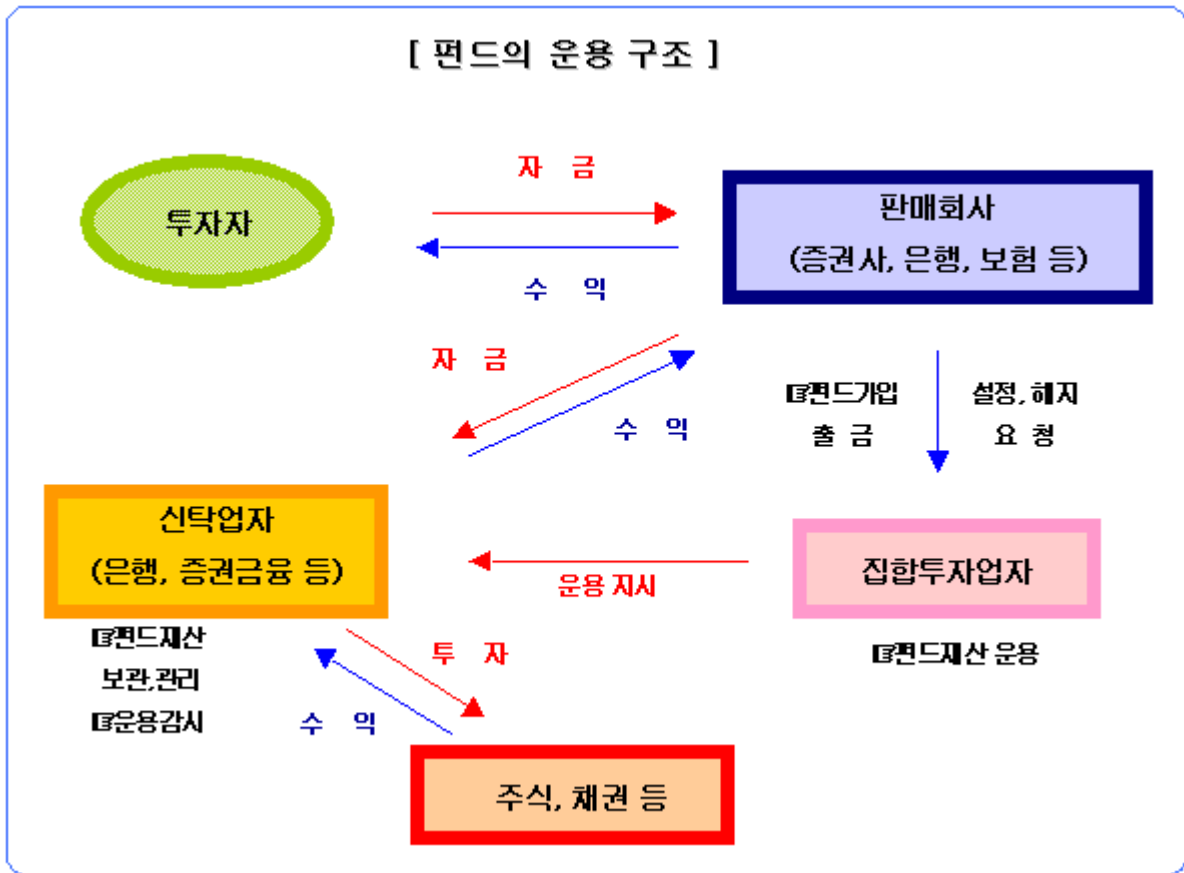 [ 펀드의 운용 구조 ]
자 금
투자자
판매회사
(증권사, 은행, 보험 등)
수 익
자 금
수 익
☞펀드가입
출 금
설정, 해지
요 청
신탁업자
(은행, 증권금융 등)
운용 지시
집합투자업자
☞펀드재산
보관,관리
☞운용감시
투 자
수 익
☞펀드재산 운용
주식, 채권 등